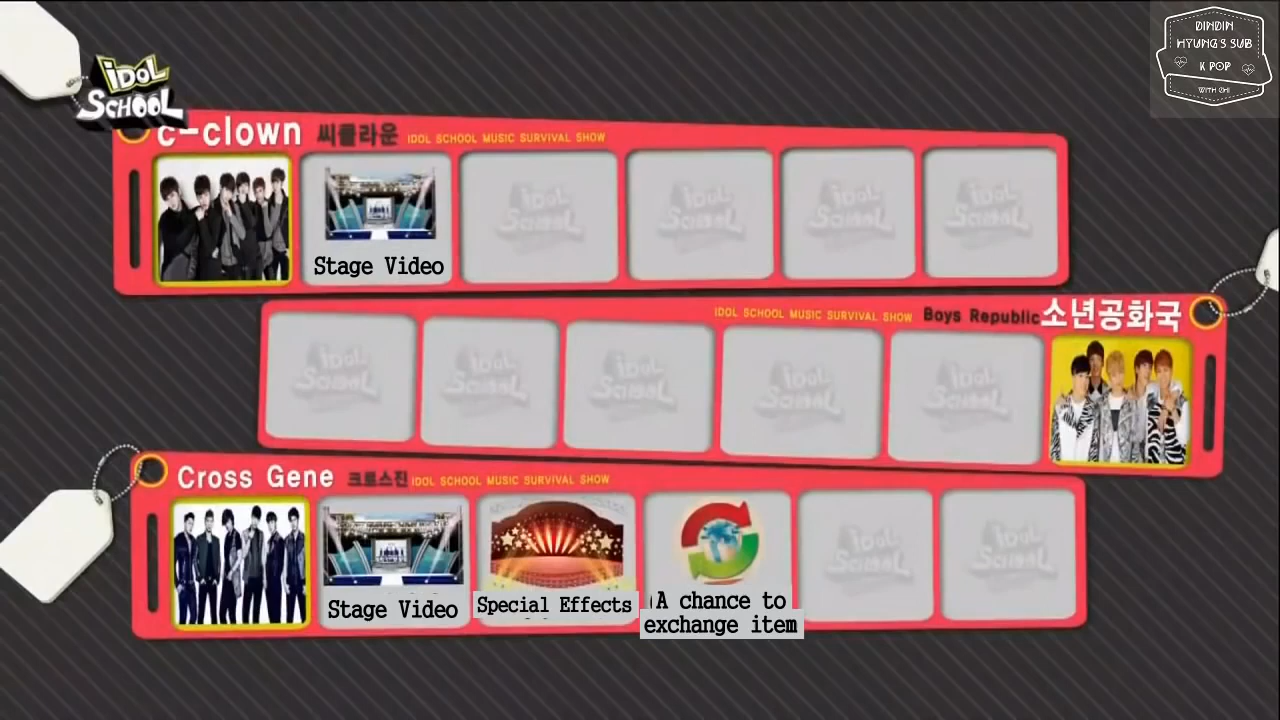 IDOL
SCHOOL
DINDIN
HYUNG'S SUB
K POP
WITH CHI
c-clown 씨클라운 IDOL SCHOOL MUSIC SURVIVAL SHOW
Stage Video
IDOL SCHOOL MUSIC SURVIVAL SHOW Boys Republic 소년공화국
Cross Gene 크로스진 IDOL SCHOOL MUSIC SURVIVAL SHOW
Stage Video
Special Effects
A chance to
exchange item